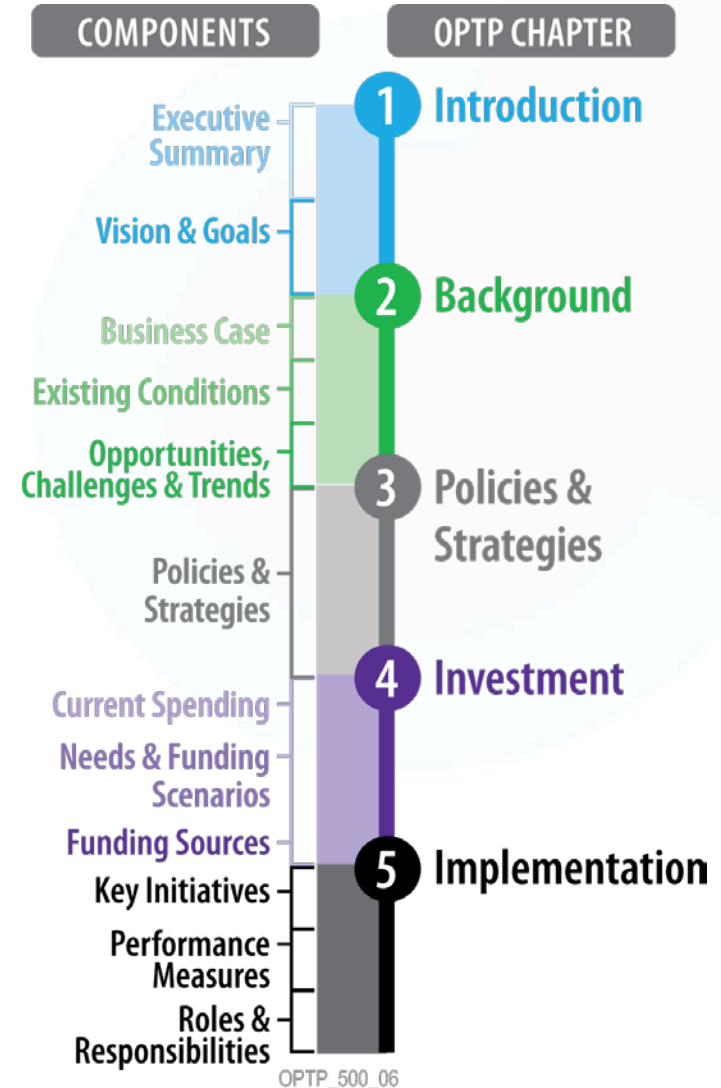 COMPONENTS
OPTP CHAPTER
1 Introduction
Executive
Summary
Vision & Goals
2 Background
Business Case
Existing Conditions
Opportunities,
Challenges & Trends
3 Policies &
Strategies
Policies &
Strategies
4 Investment
Current Spending
Needs & Funding
Scenarios
Funding Sources
5 Implementation
Key Initiatives
Performance
Measures
Roles &
Responsibilities
OPTP_500_06